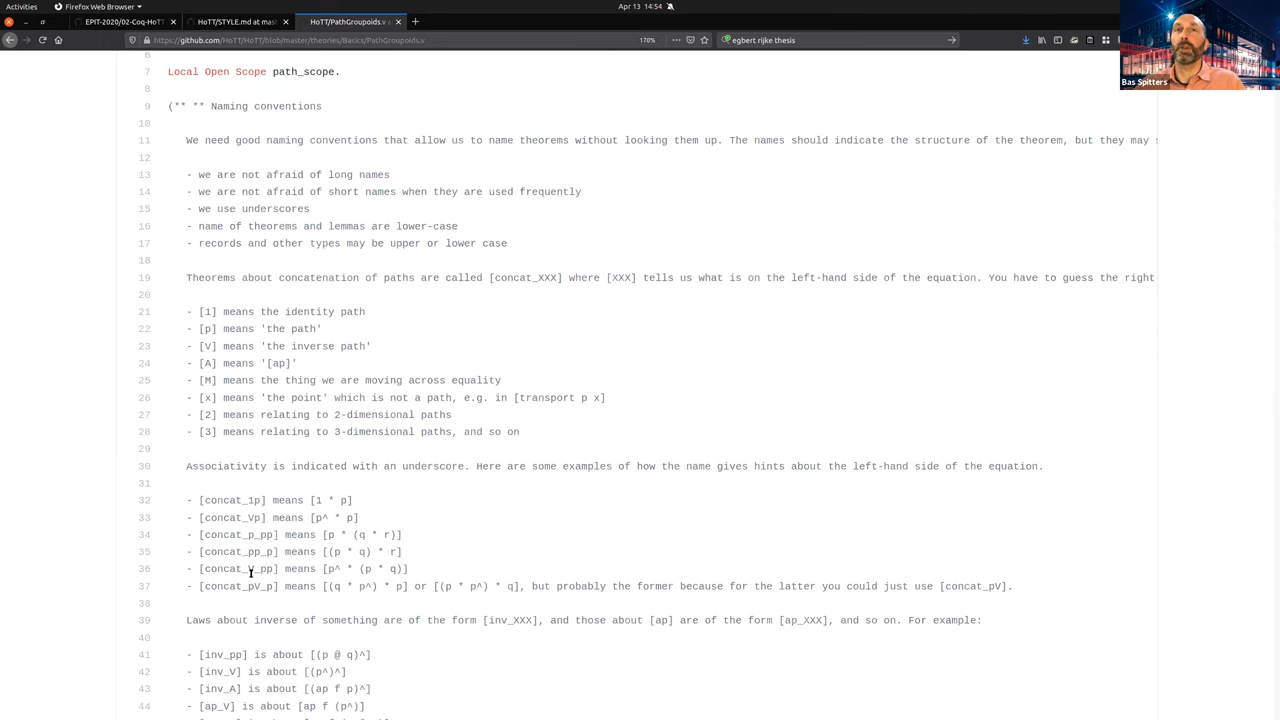 Activities
Firefox Web Browser
Apr 13 14:54
EPIT-2020/02-Coq-HoTT
HoTT/STYLE.md at mast
HoTT/PathGroupoids.v
https://github.com/HoTT/HoTT/blob/master/theories/Basics/PathGroupoids.v
170%
egbert rijke thesis
Bas Spitters
6
7 Local Open Scope path_scope.
8
9 (** ** Naming conventions
10
11 We need good naming conventions that allow us to name theorems without looking them up. The names should indicate the structure of the theorem, but they may s
12
13 - we are not afraid of long names
14 - we are not afraid of short names when they are used frequently
15 - we use underscores
16 - name of theorems and lemmas are lower-case
17 - records and other types may be upper or lower case
18
19 Theorems about concatenation of paths are called [concat_XXX] where [XXX] tells us what is on the left-hand side of the equation. You have to guess the right-
20
21 - [1] means the identity path
22 - [p] means 'the path'
23 - [V] means 'the inverse path'
24 - [A] means '[ap]'
25 - [M] means the thing we are moving across equality
26 - [x] means 'the point' which is not a path, e.g. in [transport p x]
27 - [2] means relating to 2-dimensional paths
28 - [3] means relating to 3-dimensional paths, and so on
29
30 Associativity is indicated with an underscore. Here are some examples of how the name gives hints about the left-hand side of the equation.
31
32 - [concat_1p] means [1 * p]
33 - [concat_Vp] means [p^ * p]
34 - [concat_p_pp] means [p * (q * r)]
35 - [concat_pp_p] means [(p * q) * r]
36 - [concat_V_pp] means [p^ * (p * q)]
37 - [concat_pV_p] means [(q * p^) * p] or [(p * p^) * q], but probably the former because for the latter you could just use [concat_pV].
38
39 Laws about inverse of something are of the form [inv_XXX], and those about [ap] are of the form [ap_XXX], and so on. For example:
40
41 - [inv_pp] is about [(p @ q)^]
42 - [inv_V] is about [(p^)^]
43 - [inv_A] is about [(ap f p)^]
44 - [ap_V] is about [ap f (p^)]